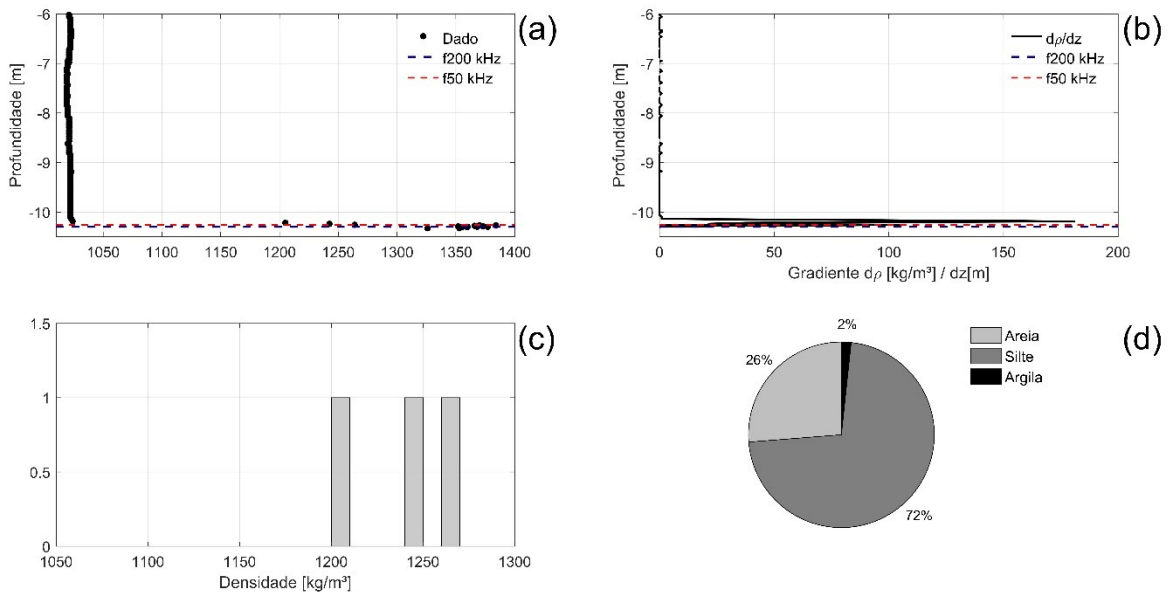 (a)
Profundidade [m]
-6
-7
-8
-9
-10
Dado
f200 kHz
f50 kHz
1050 1100 1150 1200 1250 1300 1350 1400
(b)
Profundidade [m]
-6
-7
-8
-9
-10
dρ/dz
f200 kHz
f50 kHz
0 50 100 150 200
Gradiente dρ [kg/m³] / dz[m]
(c)
1.5
1
0.5
0
1050 1100 1150 1200 1250 1300
Densidade [kg/m³]
(d)
2%
26%
72%
Areia
Silte
Argila